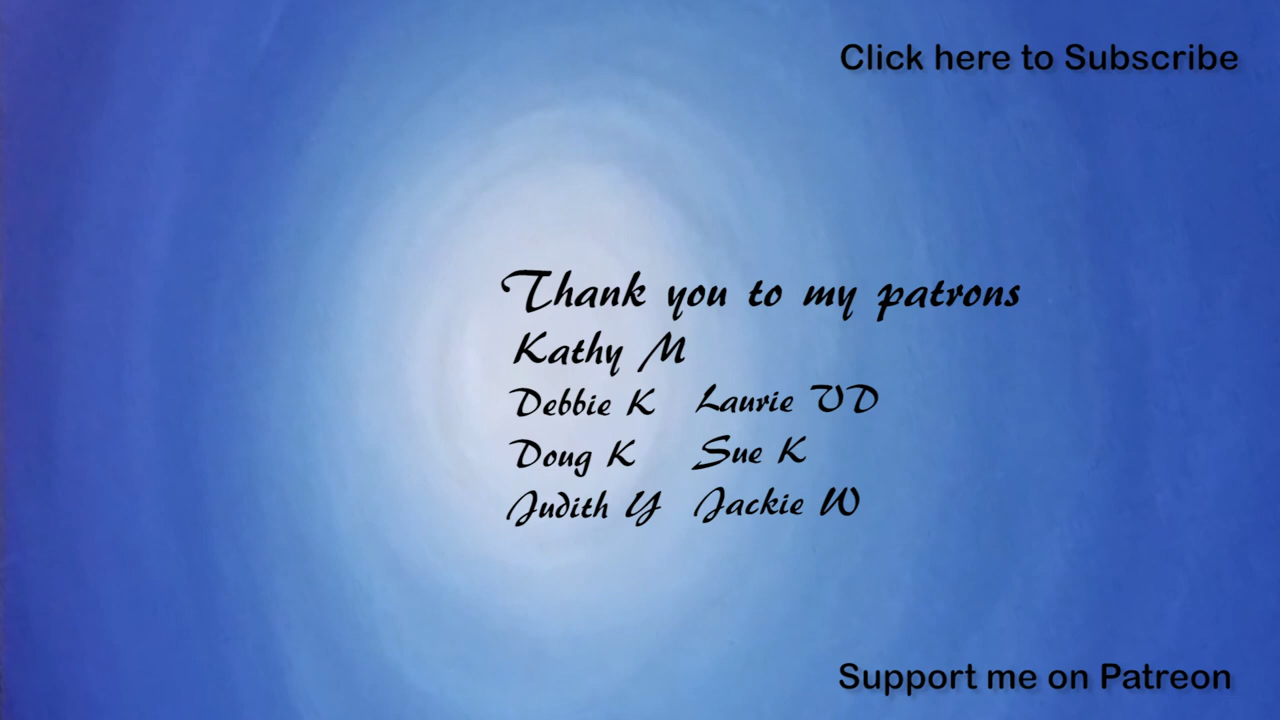 Click here to Subscribe
Thank you to my patrons
Kathy M
Debbie K Laurie VD
Doug K Sue K
Judith Y Jackie W
Support me on Patreon